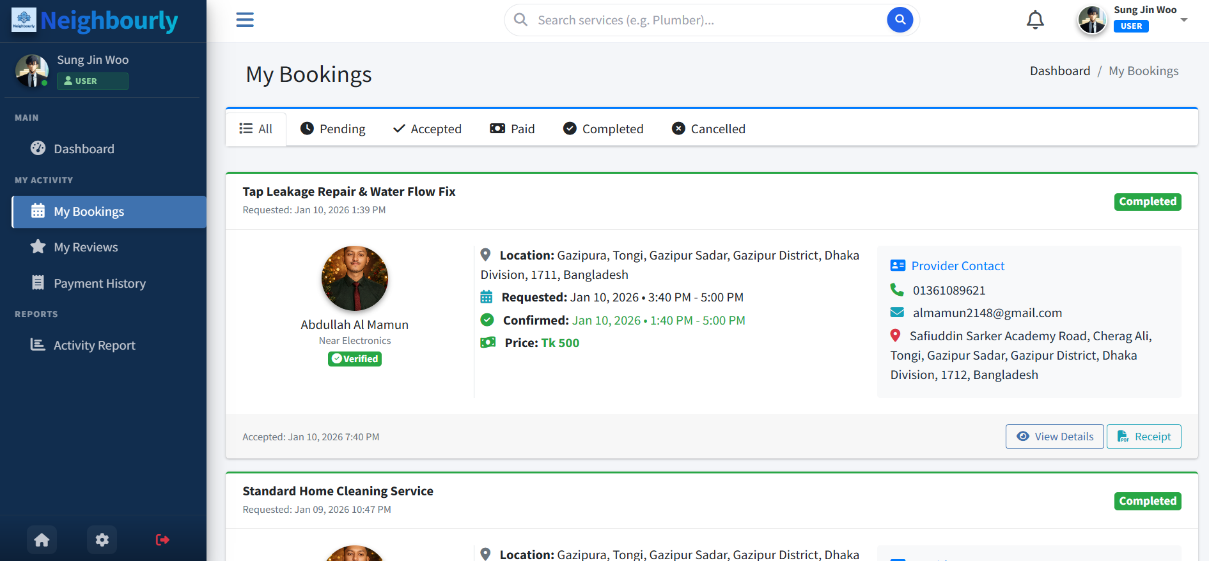 Neighbourly
Sung Jin Woo
USER
MAIN
Dashboard
MY ACTIVITY
My Bookings
My Reviews
Payment History
REPORTS
Activity Report
Search services (e.g. Plumber)...
Sung Jin Woo
USER
My Bookings
Dashboard / My Bookings
All
Pending
Accepted
Paid
Completed
Cancelled
Tap Leakage Repair & Water Flow Fix
Requested: Jan 10, 2026 1:39 PM
Completed
Abdullah Al Mamun
Near Electronics
Verified
Location: Gazipura, Tongi, Gazipur Sadar, Gazipur District, Dhaka
Division, 1711, Bangladesh
Requested: Jan 10, 2026 • 3:40 PM - 5:00 PM
Confirmed: Jan 10, 2026 • 1:40 PM - 5:00 PM
Price: Tk 500
Provider Contact
01361089621
almamun2148@gmail.com
Safiuddin Sarker Academy Road, Cherag Ali,
Tongi, Gazipur Sadar, Gazipur District, Dhaka
Division, 1712, Bangladesh
Accepted: Jan 10, 2026 7:40 PM
View Details
Receipt
Standard Home Cleaning Service
Requested: Jan 09, 2026 10:47 PM
Completed
Location: Gazipura, Tongi, Gazipur Sadar, Gazipur District, Dhaka